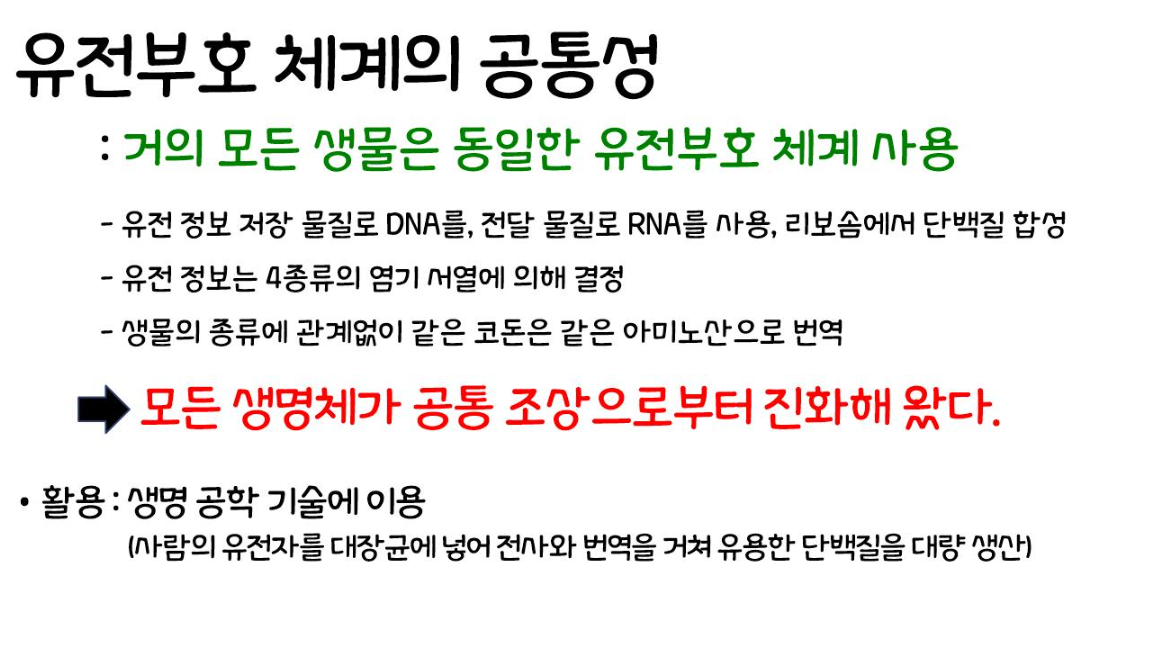 유전부호 체계의 공통성
: 거의 모든 생물은 동일한 유전부호 체계 사용
- 유전 정보 저장 물질로 DNA를, 전달 물질로 RNA를 사용, 리보솜에서 단백질 합성
- 유전 정보는 4종류의 염기 서열에 의해 결정
- 생물의 종류에 관계없이 같은 코돈은 같은 아미노산으로 번역
모든 생명체가 공통 조상으로부터 진화해 왔다.
• 활용 : 생명 공학 기술에 이용
(사람의 유전자를 대장균에 넣어 전사와 번역을 거쳐 유용한 단백질을 대량 생산)